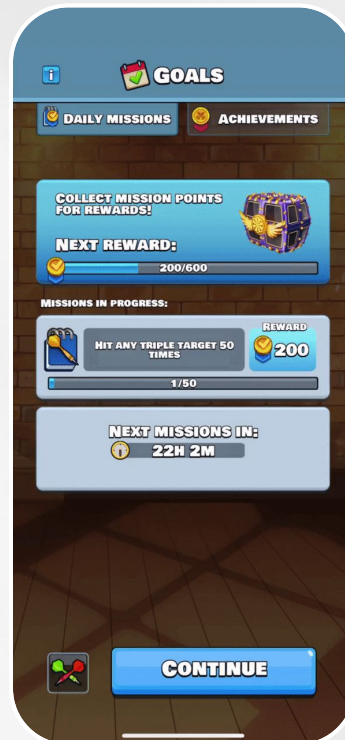 GOALS
DAILY MISSIONS
ACHIEVEMENTS
COLLECT MISSION POINTS
FOR REWARDS!
NEXT REWARD:
200/600
MISSIONS IN PROGRESS:
HIT ANY TRIPLE TARGET 50
TIMES
REWARD
200
1/50
NEXT MISSIONS IN:
22H 2M
CONTINUE